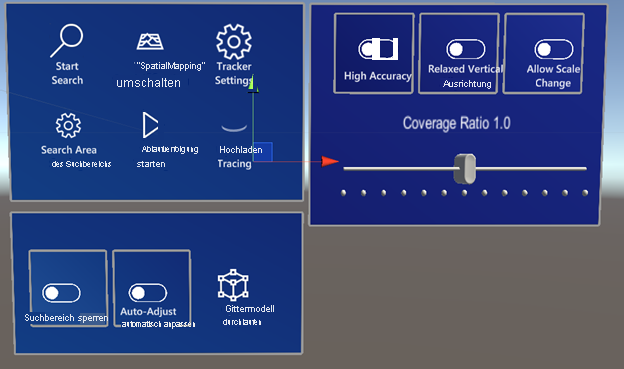 Start
Search
"SpatialMapping"
umschalten
Tracker
Settings
Search Area
des Suchbereichs
Ablaufverfolgung
starten
Hochladen
Tracing
High Accuracy
Relaxed Vertical
Ausrichtung
Allow Scale
Change
Coverage Ratio 1.0
Suchbereich sperren
Auto-Adjust
automatisch anpassen
Gittermodell
durchlaufen